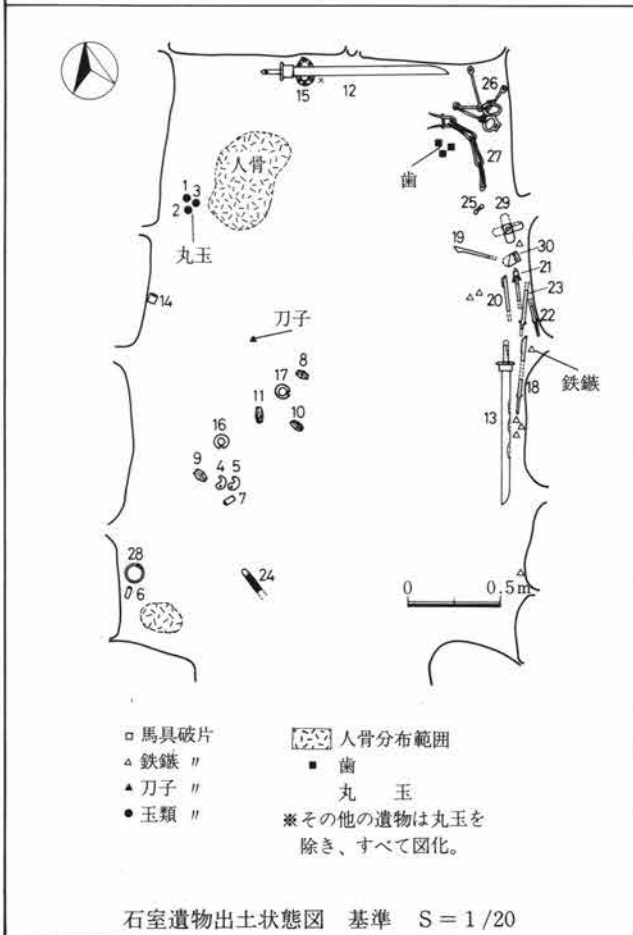 15 12
26
27
人骨
歯
1 3
2
丸玉
25 29
19
30
21
20 23
22
14
刀子
8
17
11 10
鉄鏃
18
13
16
9 4 5
7
28
6
24
0 0.5m
□ 馬具破片
△ 鉄鏃 〃
▲ 刀子 〃
● 玉類 〃
人骨分布範囲
■ 歯
丸 玉
※その他の遺物は丸玉を
除き、すべて図化。
石室遺物出土状態図 基準 S=1/20